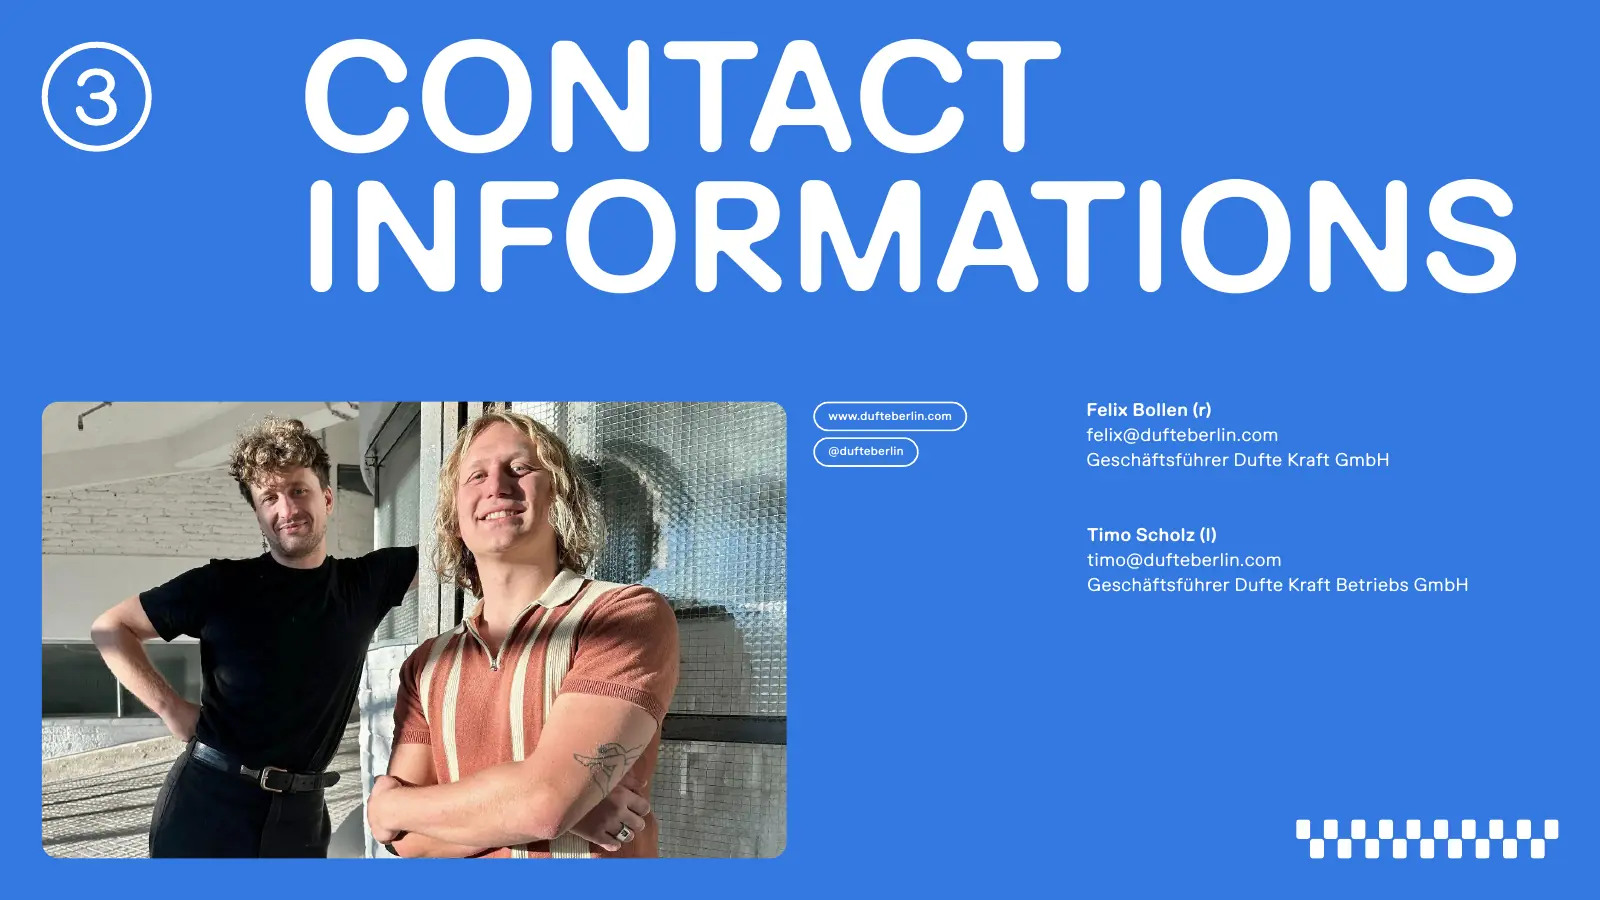 3
CONTACT
INFORMATIONS
www.dufteberlin.com
@dufteberlin
Felix Bollen (r)
felix@dufteberlin.com
Geschäftsführer Dufte Kraft GmbH
Timo Scholz (l)
timo@dufteberlin.com
Geschäftsführer Dufte Kraft Betriebs GmbH